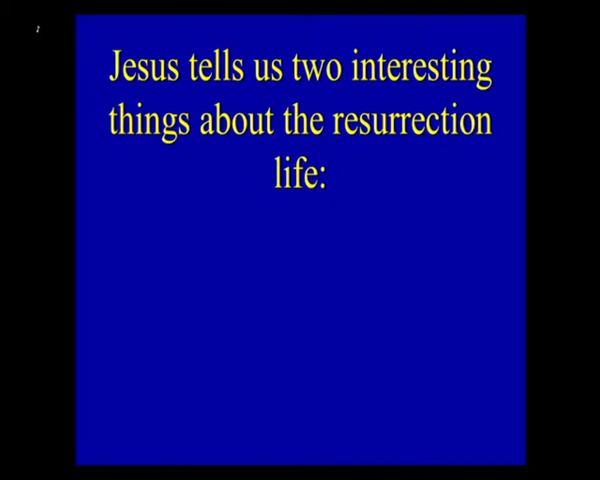 Jesus tells us two interesting
things about the resurrection
life: